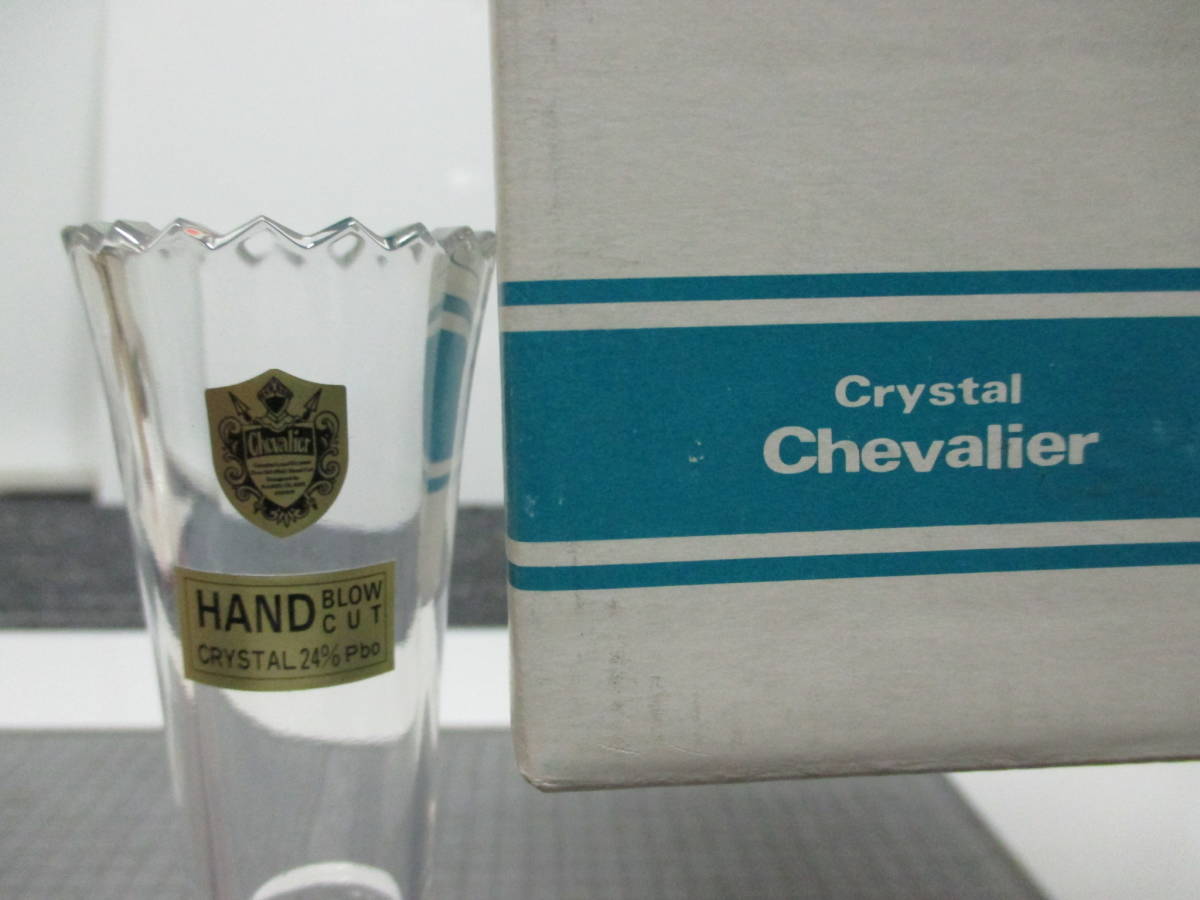 Chevalier
HAND BLOW CUT
CRYSTAL 24% Pbo
Crystal
Chevalier